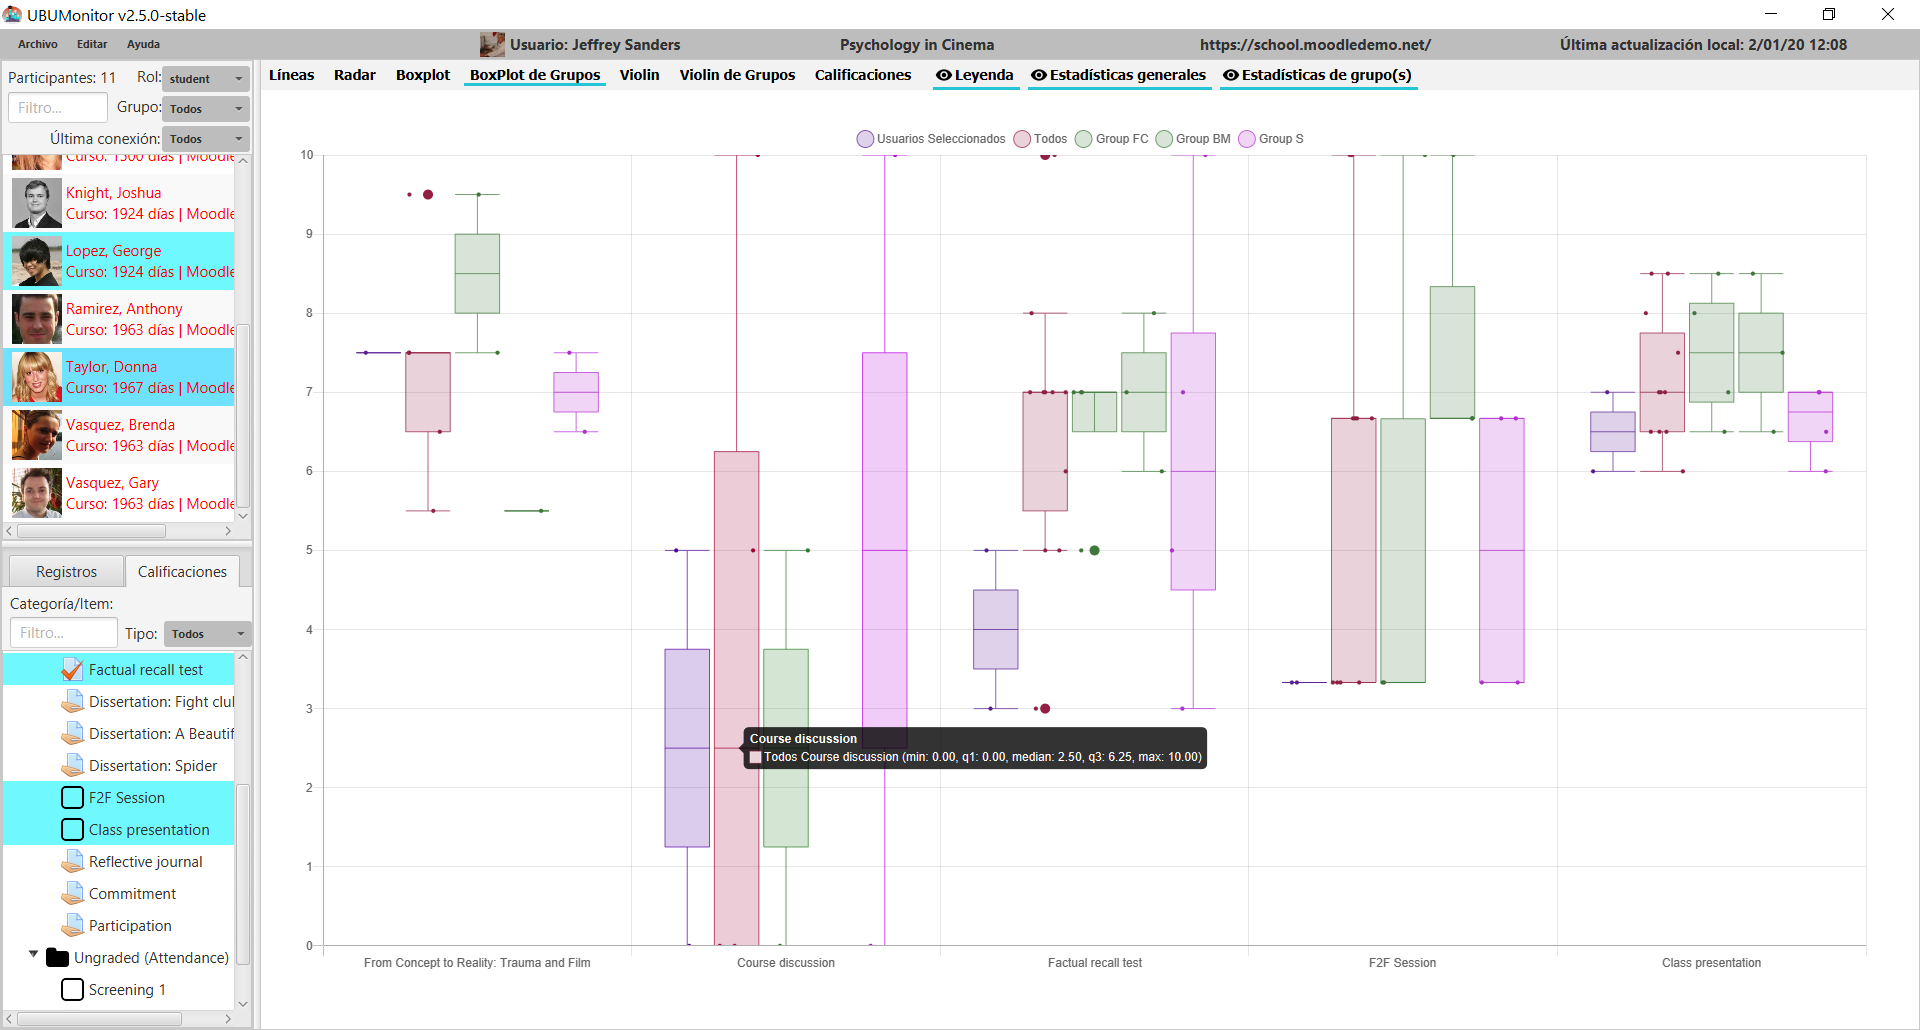 UBUMonitor v2.5.0-stable
Archivo Editar Ayuda
Usuario: Jeffrey Sanders
Psychology in Cinema
https://school.moodledemo.net/
Última actualización local: 2/01/20 12:08
Participantes: 11 Rol: student
Filtro... Grupo: Todos
Última conexión: Todos
Curso: 1500 días | Moodle
Knight, Joshua
Curso: 1924 días | Moodle
Lopez, George
Curso: 1924 días | Moodle
Ramirez, Anthony
Curso: 1963 días | Moodle
Taylor, Donna
Curso: 1967 días | Moodle
Vasquez, Brenda
Curso: 1963 días | Moodle
Vasquez, Gary
Curso: 1963 días | Moodle
Registros Calificaciones
Categoría/Item:
Filtro... Tipo: Todos
Factual recall test
Dissertation: Fight clu
Dissertation: A Beautif
Dissertation: Spider
F2F Session
Class presentation
Reflective journal
Commitment
Participation
Ungraded (Attendance)
Screening 1
Líneas Radar Boxplot BoxPlot de Grupos Violin Violin de Grupos Calificaciones Leyenda Estadísticas generales Estadísticas de grupo(s)
Usuarios Seleccionados Todos Group FC Group BM Group S
10
9
8
7
6
5
4
3
2
1
0
Course discussion
Todos Course discussion (min: 0.00, q1: 0.00, median: 2.50, q3: 6.25, max: 10.00)
From Concept to Reality: Trauma and Film Course discussion Factual recall test F2F Session Class presentation